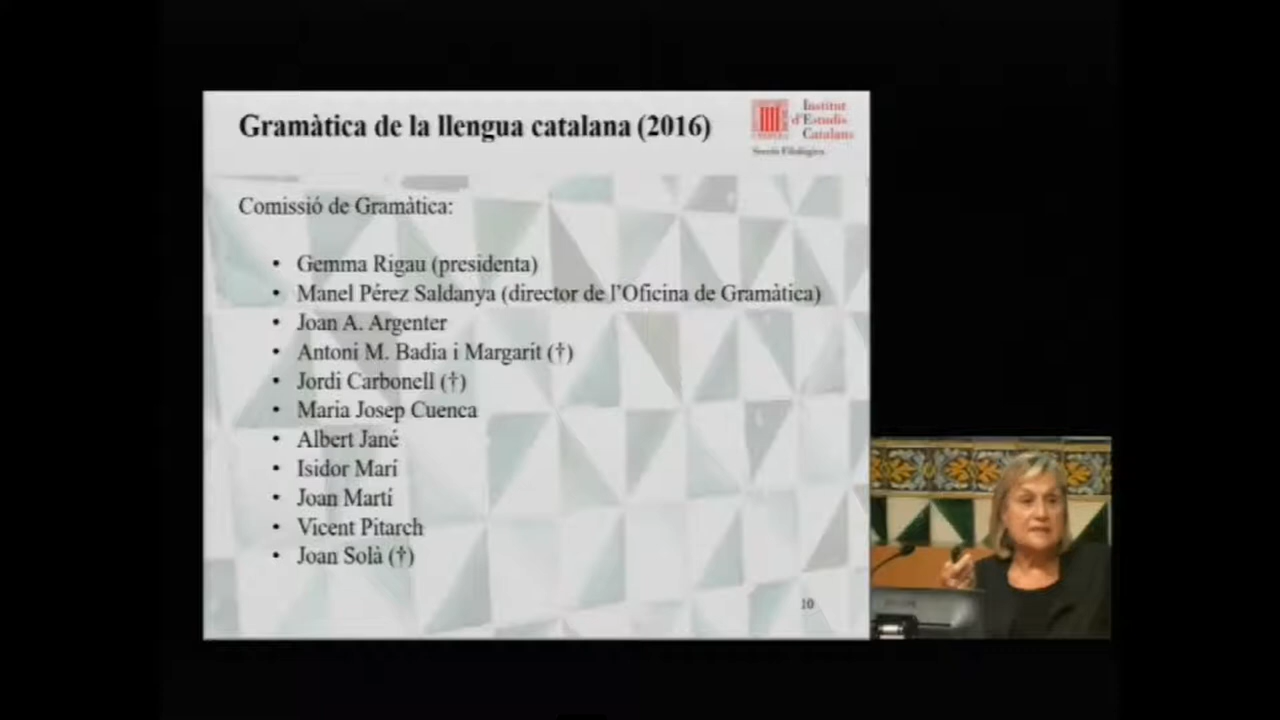 Gramàtica de la llengua catalana (2016)
Institut
d'Estudis
Catalans
Secció Filològica
Comissió de Gramàtica:
• Gemma Rigau (presidenta)
• Manel Pérez Saldanya (director de l'Oficina de Gramàtica)
• Joan A. Argenter
• Antoni M. Badia i Margarit (†)
• Jordi Carbonell (†)
• Maria Josep Cuenca
• Albert Jané
• Isidor Marí
• Joan Martí
• Vicent Pitarch
• Joan Solà (†)
10